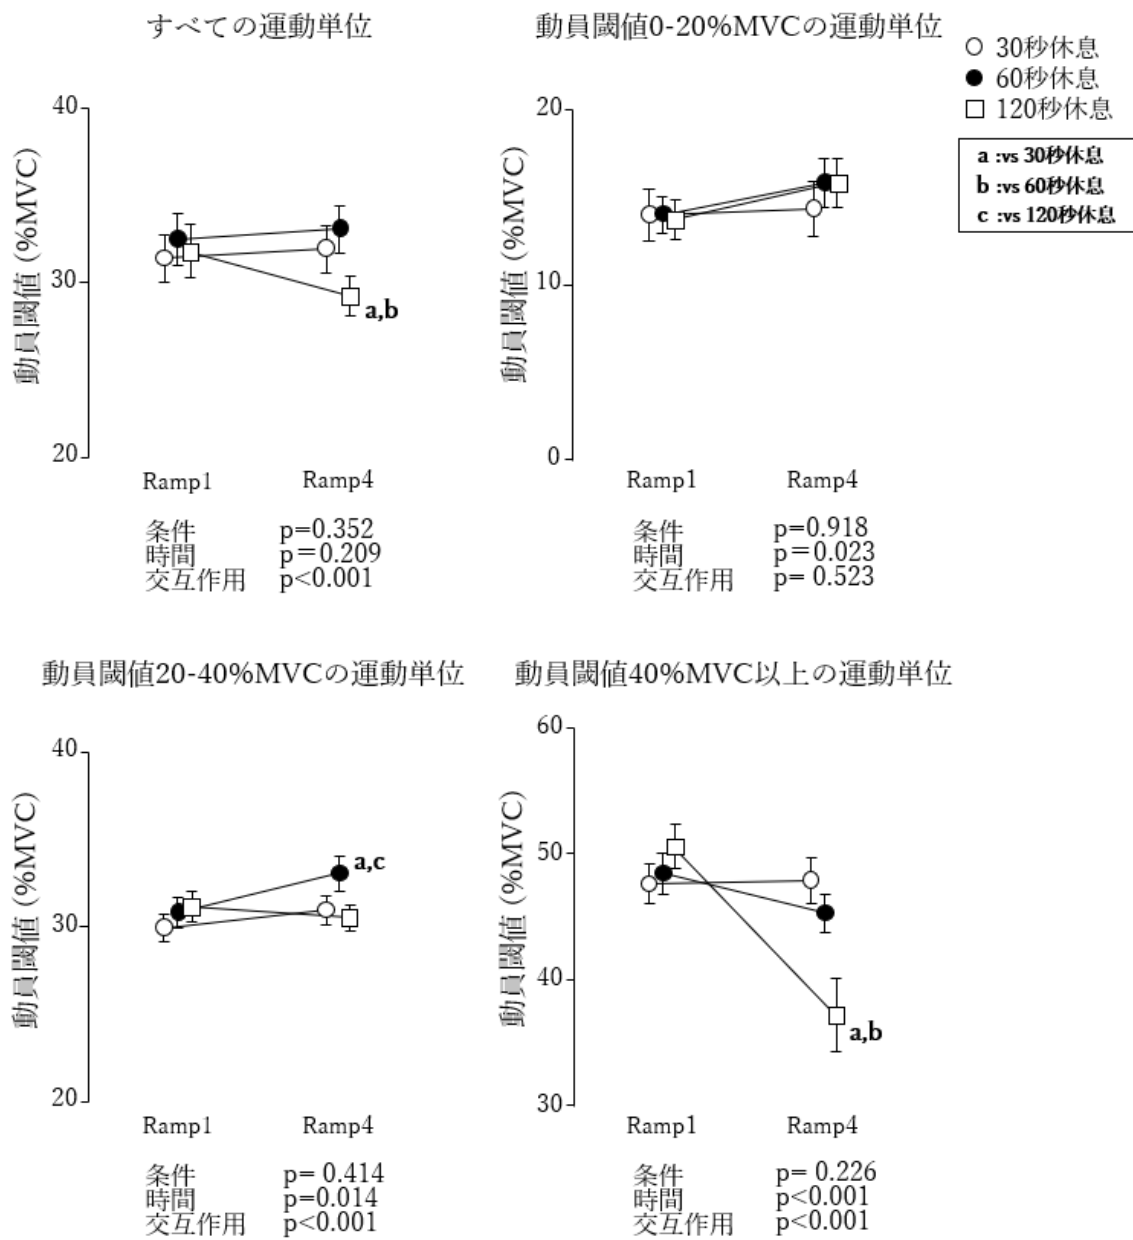 すべての運動単位
動員閾値0-20%MVCの運動単位
30秒休息
60秒休息
120秒休息
a :vs 30秒休息
b :vs 60秒休息
c :vs 120秒休息
動員閾値 (%MVC)
40
30
20
a,b
Ramp1
Ramp4
条件 p=0.352
時間 p=0.209
交互作用 p<0.001
動員閾値 (%MVC)
20
10
0
Ramp1
Ramp4
条件 p=0.918
時間 p=0.023
交互作用 p= 0.523
動員閾値20-40%MVCの運動単位
動員閾値 (%MVC)
40
30
20
a,c
Ramp1
Ramp4
条件 p= 0.414
時間 p=0.014
交互作用 p<0.001
動員閾値40%MVC以上の運動単位
動員閾値 (%MVC)
60
50
40
30
a,b
Ramp1
Ramp4
条件 p= 0.226
時間 p<0.001
交互作用 p<0.001